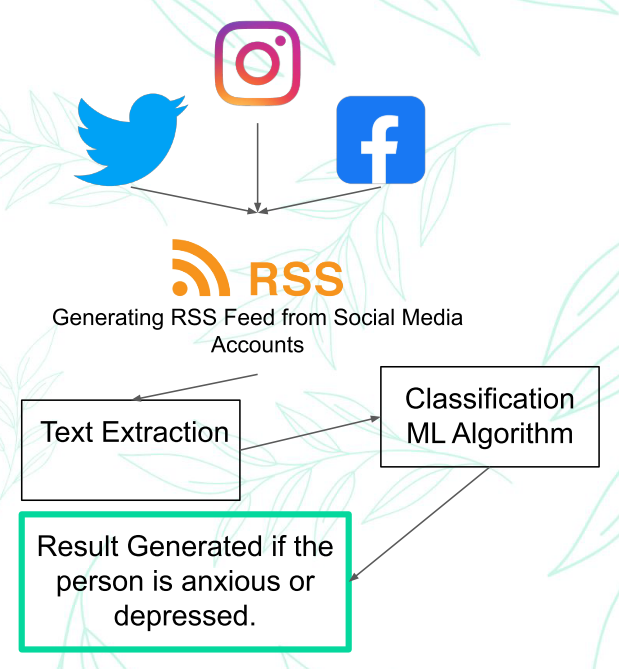 RSS
Generating RSS Feed from Social Media
Accounts
Text Extraction
Classification
ML Algorithm
Result Generated if the
person is anxious or
depressed.